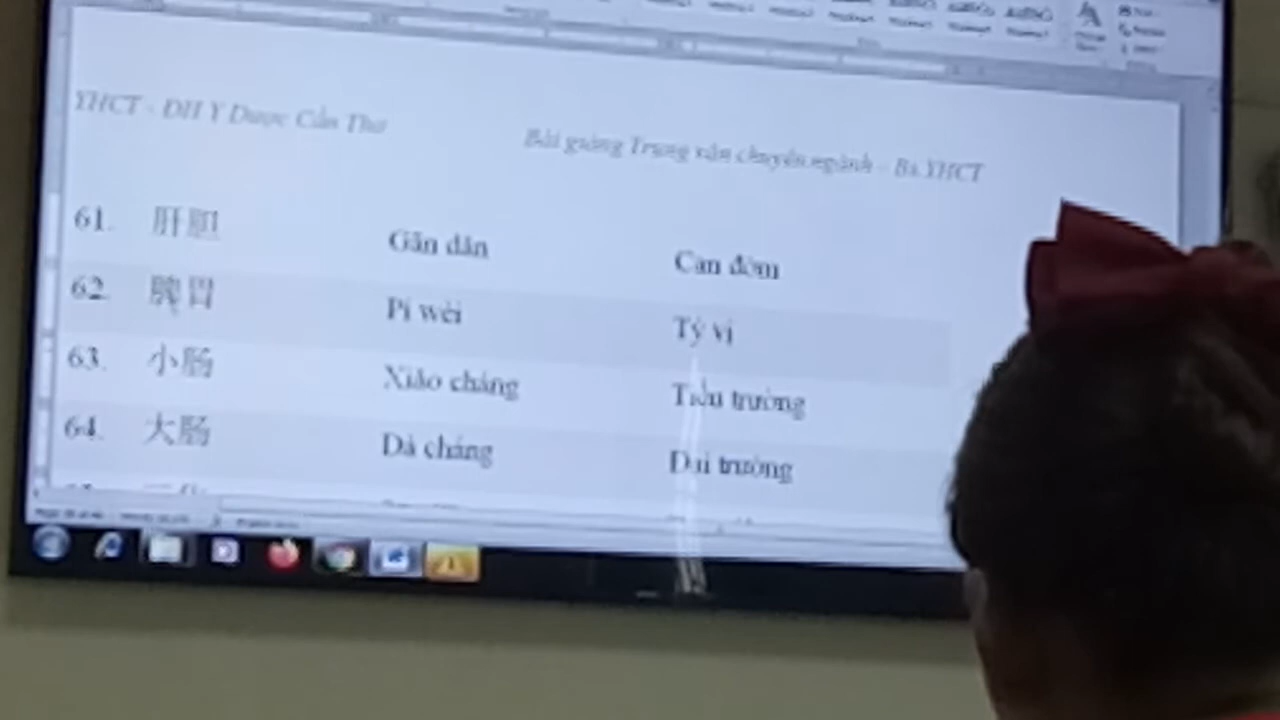 YHCT - ĐH Y Dược Cần Thơ
Bài giảng Trung văn chuyên ngành - Bs YHCT
61. 肝胆 Gān dǎn Can đởm
62. 脾胃 Pí wèi Tỳ vị
63. 小肠 Xiǎo cháng Tiểu trường
64. 大肠 Dà cháng Đại trường